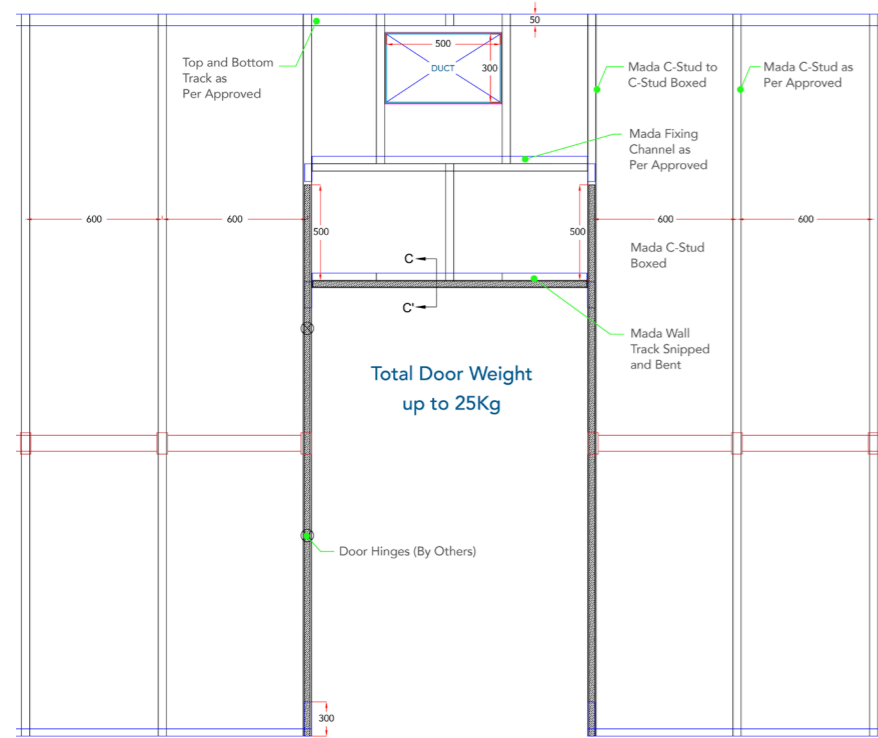 50
500
Top and Bottom
Track as
Per Approved
DUCT
300
Mada C-Stud to
C-Stud Boxed
Mada C-Stud as
Per Approved
Mada Fixing
Channel as
Per Approved
600
600
500
500
600
600
Mada C-Stud
Boxed
C
C'
Mada Wall
Track Snipped
and Bent
Total Door Weight
up to 25Kg
Door Hinges (By Others)
300